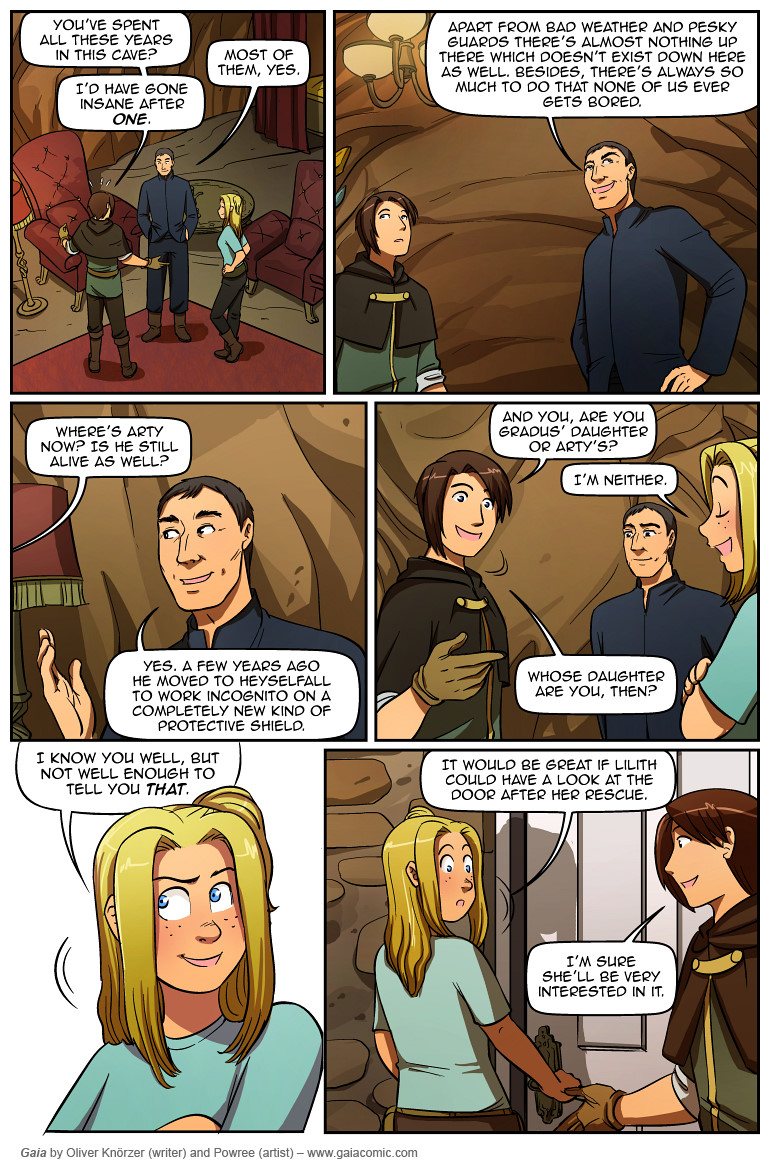 YOU'VE SPENT
ALL THESE YEARS
IN THIS CAVE?
MOST OF
THEM, YES.
I'D HAVE GONE
INSANE AFTER
ONE.
APART FROM BAD WEATHER AND PESKY
GUARDS THERE'S ALMOST NOTHING UP
THERE WHICH DOESN'T EXIST DOWN HERE
AS WELL. BESIDES, THERE'S ALWAYS SO
MUCH TO DO THAT NONE OF US EVER
GETS BORED.
WHERE'S ARTY
NOW? IS HE STILL
ALIVE AS WELL?
YES. A FEW YEARS AGO
HE MOVED TO HEYSELFALL
TO WORK INCOGNITO ON A
COMPLETELY NEW KIND OF
PROTECTIVE SHIELD.
AND YOU, ARE YOU
GRADUS' DAUGHTER
OR ARTY'S?
I'M NEITHER.
WHOSE DAUGHTER
ARE YOU, THEN?
I KNOW YOU WELL, BUT
NOT WELL ENOUGH TO
TELL YOU THAT.
IT WOULD BE GREAT IF LILITH
COULD HAVE A LOOK AT THE
DOOR AFTER HER RESCUE.
I'M SURE
SHE'LL BE VERY
INTERESTED IN IT.
Gaia by Oliver Knörzer (writer) and Powree (artist) – www.gaiacomic.com